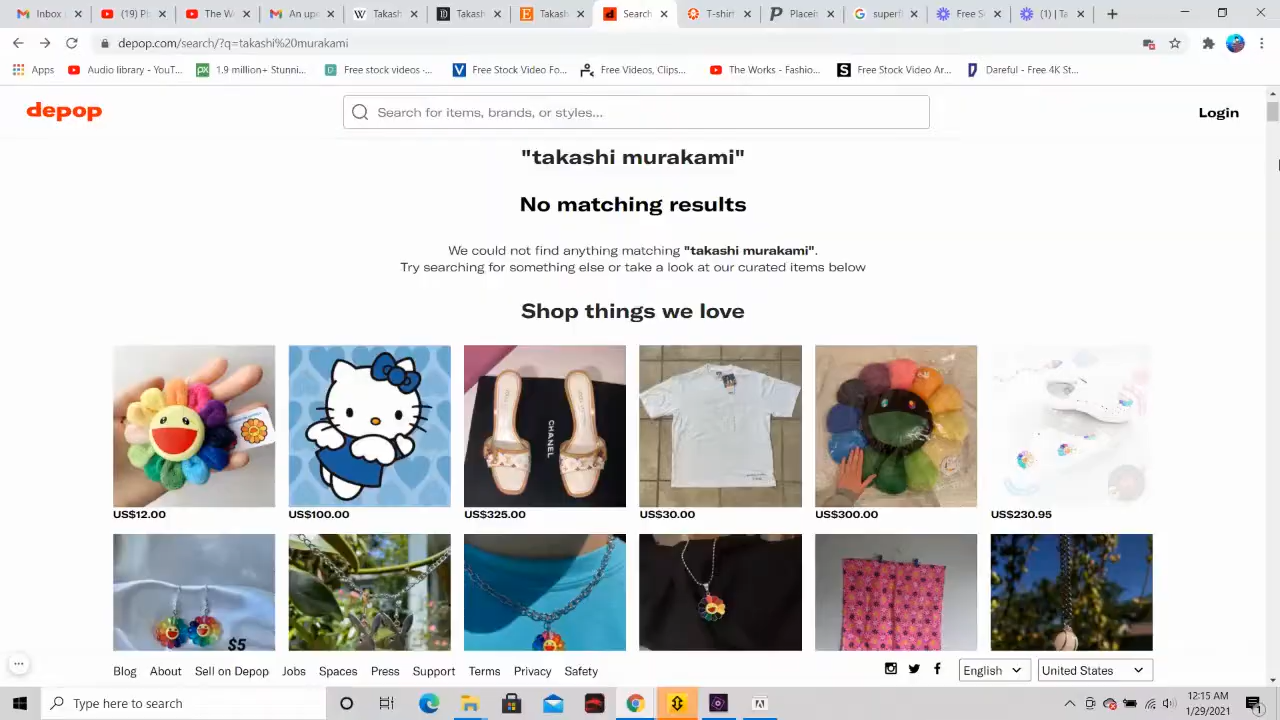 (19) Pi
The W
An upc
Takash
Takash
Takash
Search
T-shirt
Placeit
superfl
Free S
(1) Tak
depop.com/search/?q=takashi%20murakami
Apps
Audio library - YouT...
px
1.9 million+ Stunni...
Free stock videos ·...
Free Stock Video Fo...
Free Videos, Clips...
The Works - Fashio...
Free Stock Video Ar...
Dareful - Free 4K St...
depop
Search for items, brands, or styles...
Login
"takashi murakami"
No matching results
We could not find anything matching "takashi murakami".
Try searching for something else or take a look at our curated items below
Shop things we love
CHANEL
US$12.00
US$100.00
US$325.00
US$30.00
US$300.00
US$230.95
$5
Blog
About
Sell on Depop
Jobs
Spaces
Press
Support
Terms
Privacy
Safety
English
United States
Type here to search
12:15 AM
1/29/2021